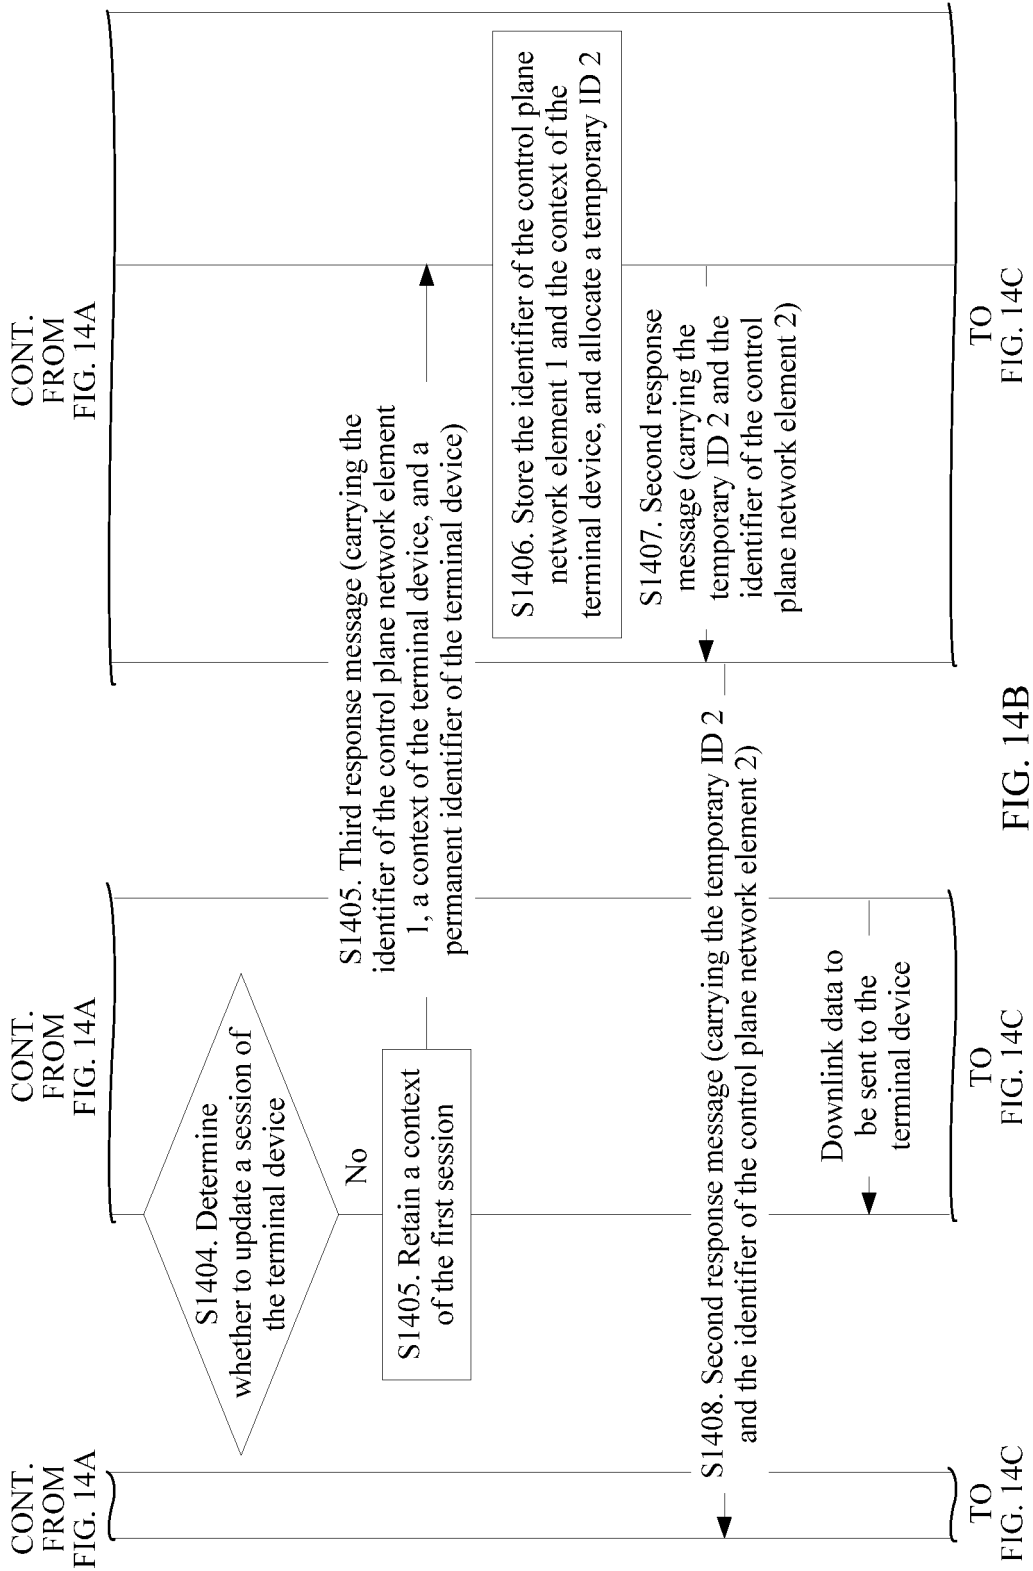 CONT.
FROM
FIG. 14A
CONT.
FROM
FIG. 14A
CONT.
FROM
FIG. 14A
S1404. Determine
whether to update a session of
the terminal device
No
S1405. Retain a context
of the first session
S1405. Third response message (carrying the
identifier of the control plane network element
1, a context of the terminal device, and a
permanent identifier of the terminal device)
S1406. Store the identifier of the control plane
network element 1 and the context of the
terminal device, and allocate a temporary ID 2
S1407. Second response
message (carrying the
temporary ID 2 and the
identifier of the control
plane network element 2)
S1408. Second response message (carrying the temporary ID 2
and the identifier of the control plane network element 2)
Downlink data to
be sent to the
terminal device
TO
FIG. 14C
TO
FIG. 14C
TO
FIG. 14C
FIG. 14B